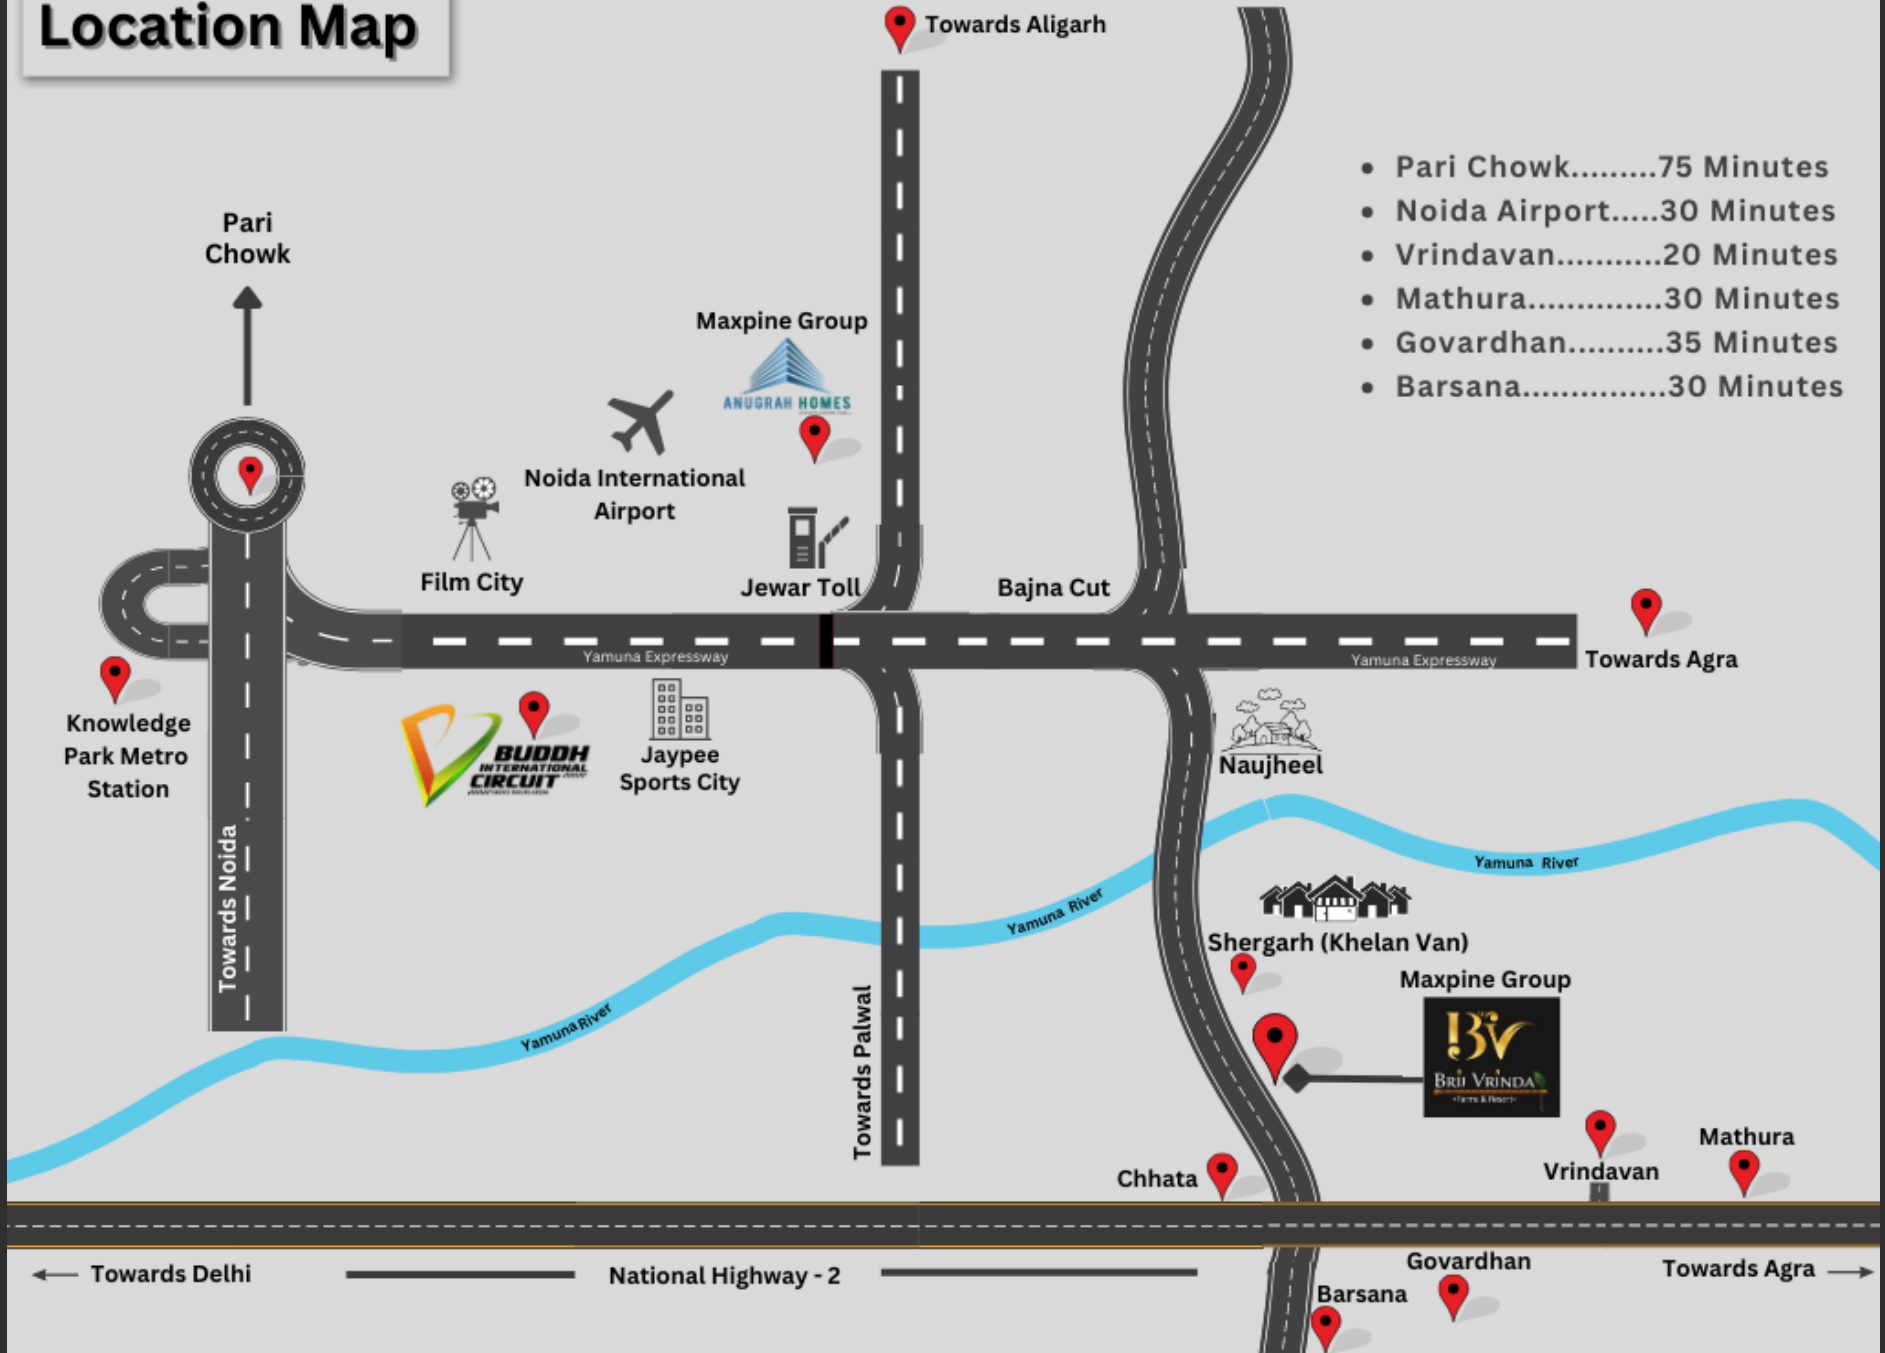 Location Map
Towards Aligarh
Pari Chowk.........75 Minutes
Noida Airport.....30 Minutes
Vrindavan...........20 Minutes
Mathura..............30 Minutes
Govardhan..........35 Minutes
Barsana...............30 Minutes
Pari
Chowk
Maxpine Group
ANUGRAH HOMES
Noida International
Airport
Film City
Jewar Toll
Bajna Cut
Yamuna Expressway
Yamuna Expressway
Towards Agra
Knowledge
Park Metro
Station
BUDDH
INTERNATIONAL
CIRCUIT
Jaypee
Sports City
Naujheel
Towards Noida
Yamuna River
Yamuna River
Yamuna River
Shergarh (Khelan Van)
Maxpine Group
BV
BRIJ VRINDA
Farms & Resort
Towards Palwal
Chhata
Vrindavan
Mathura
Towards Delhi
National Highway - 2
Govardhan
Towards Agra
Barsana